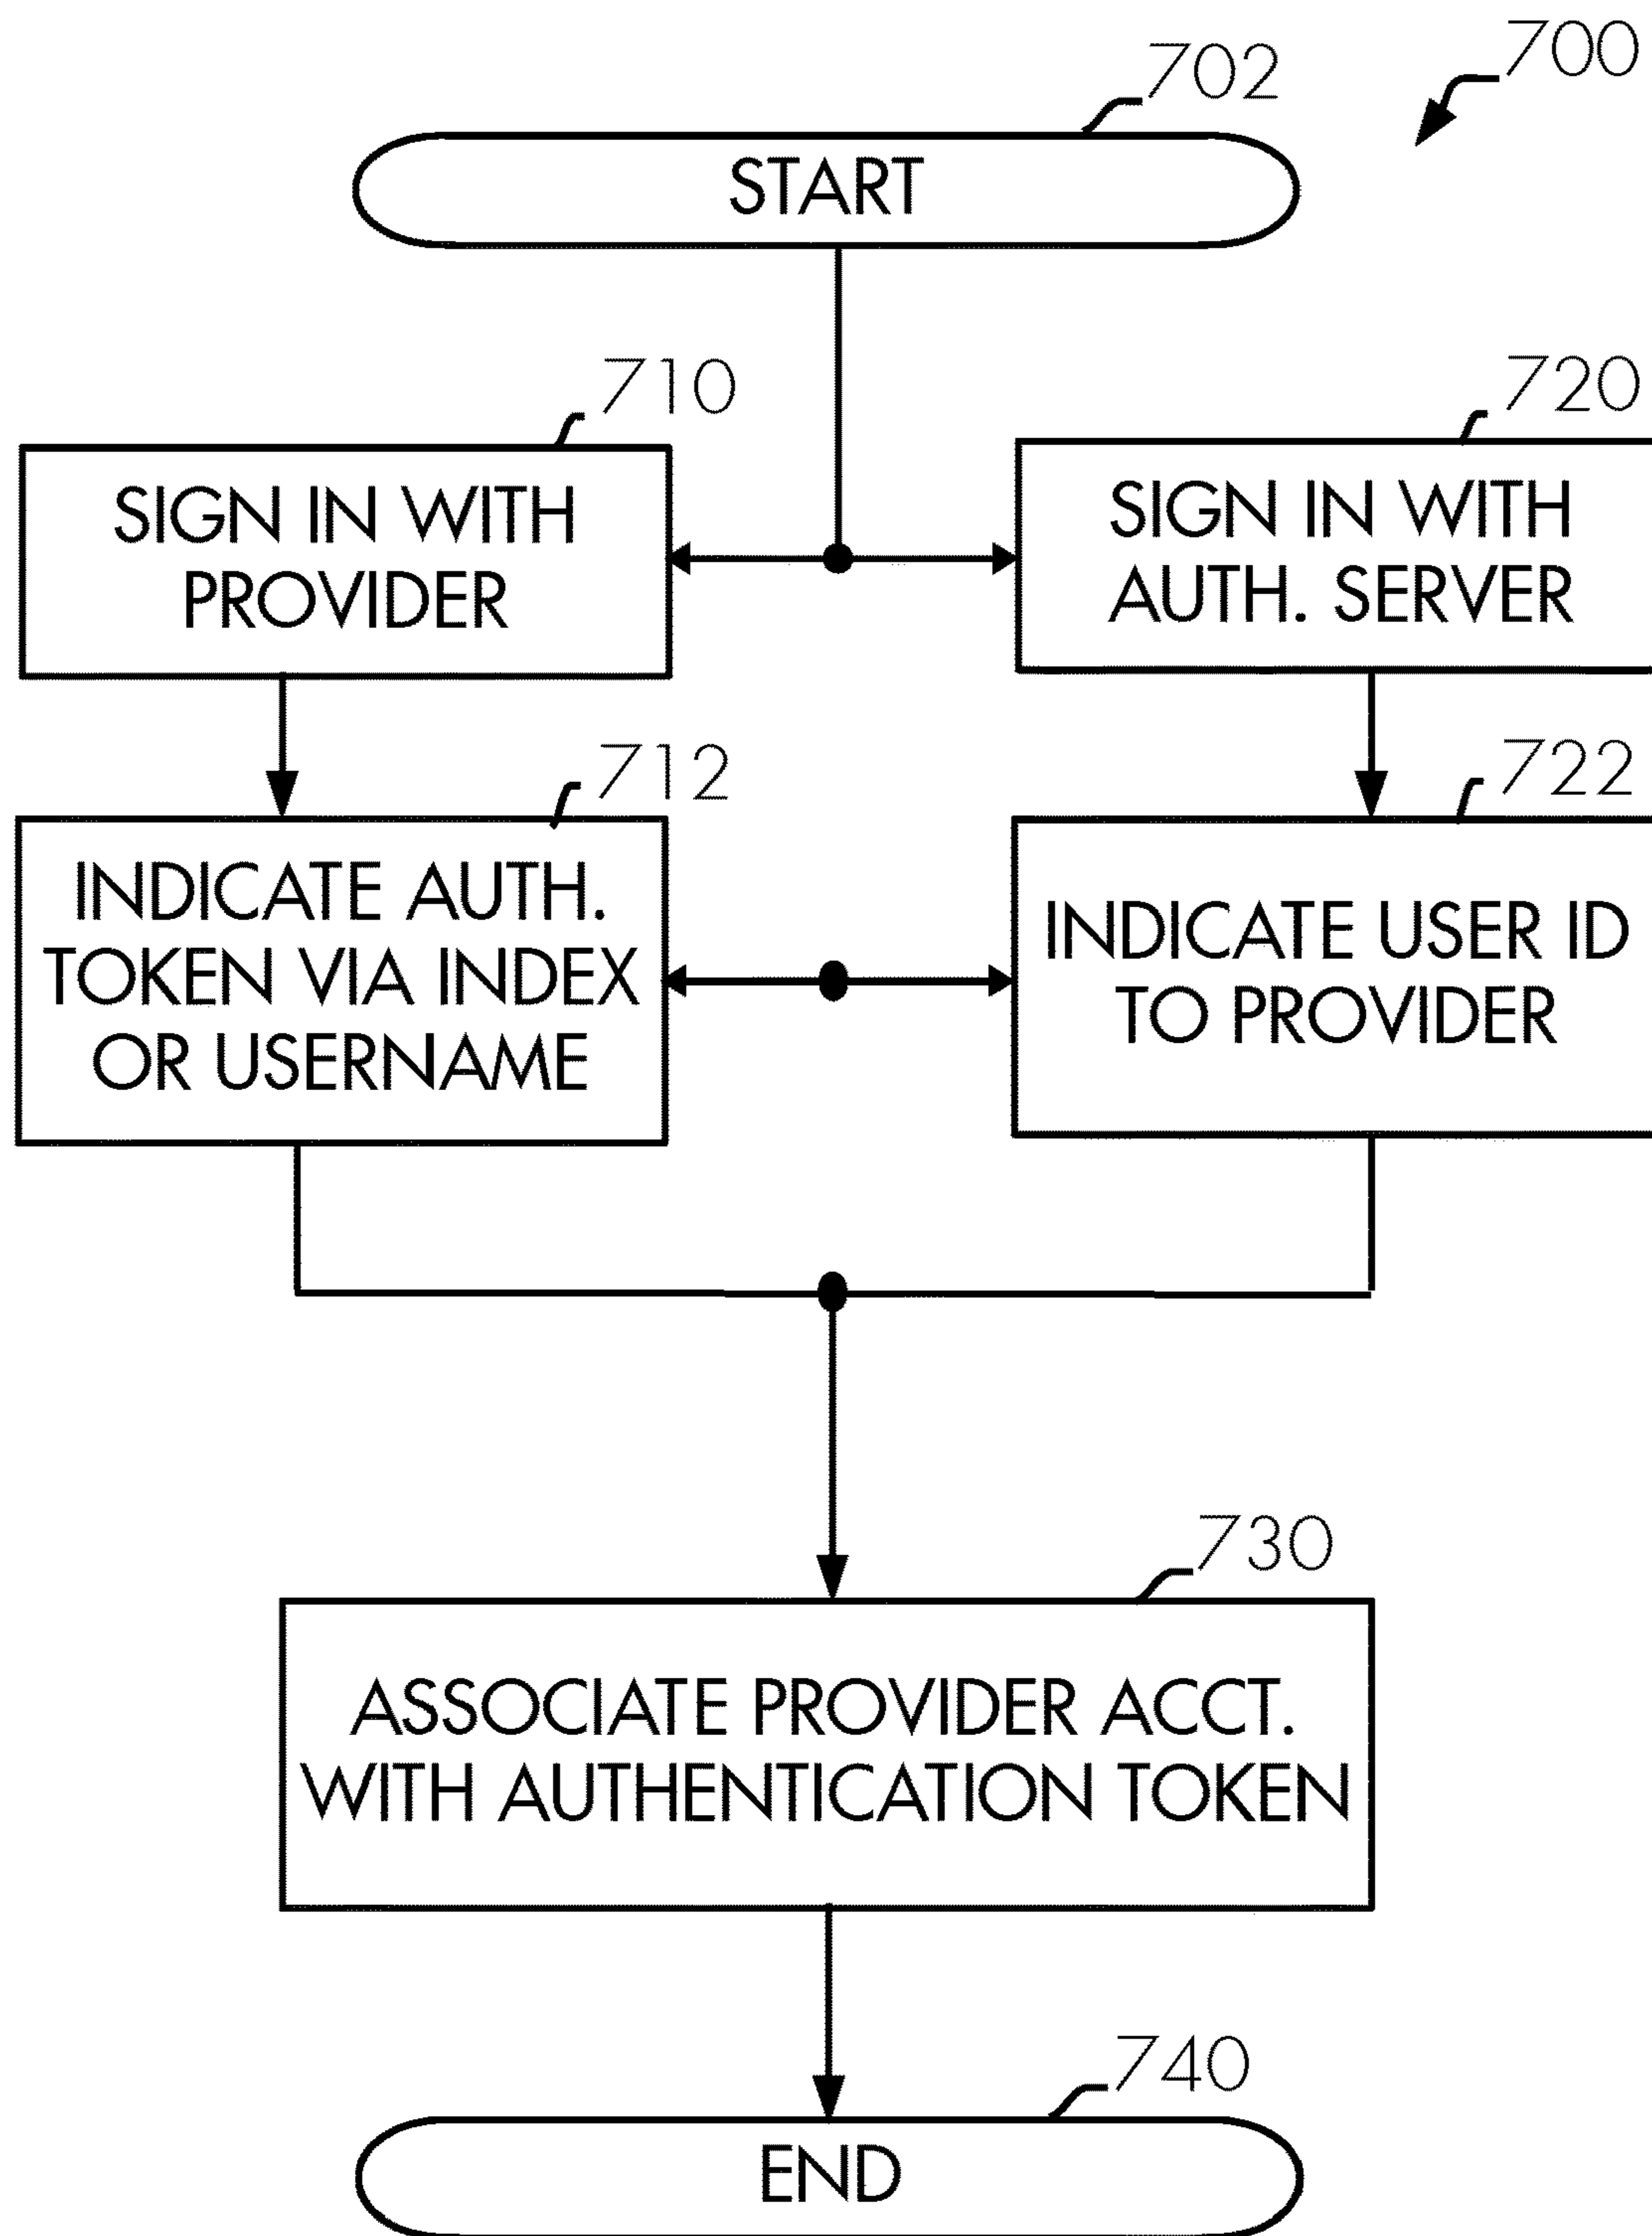 700
702
START
710
720
SIGN IN WITH
PROVIDER
SIGN IN WITH
AUTH. SERVER
712
722
INDICATE AUTH.
TOKEN VIA INDEX
OR USERNAME
INDICATE USER ID
TO PROVIDER
730
ASSOCIATE PROVIDER ACCT.
WITH AUTHENTICATION TOKEN
740
END